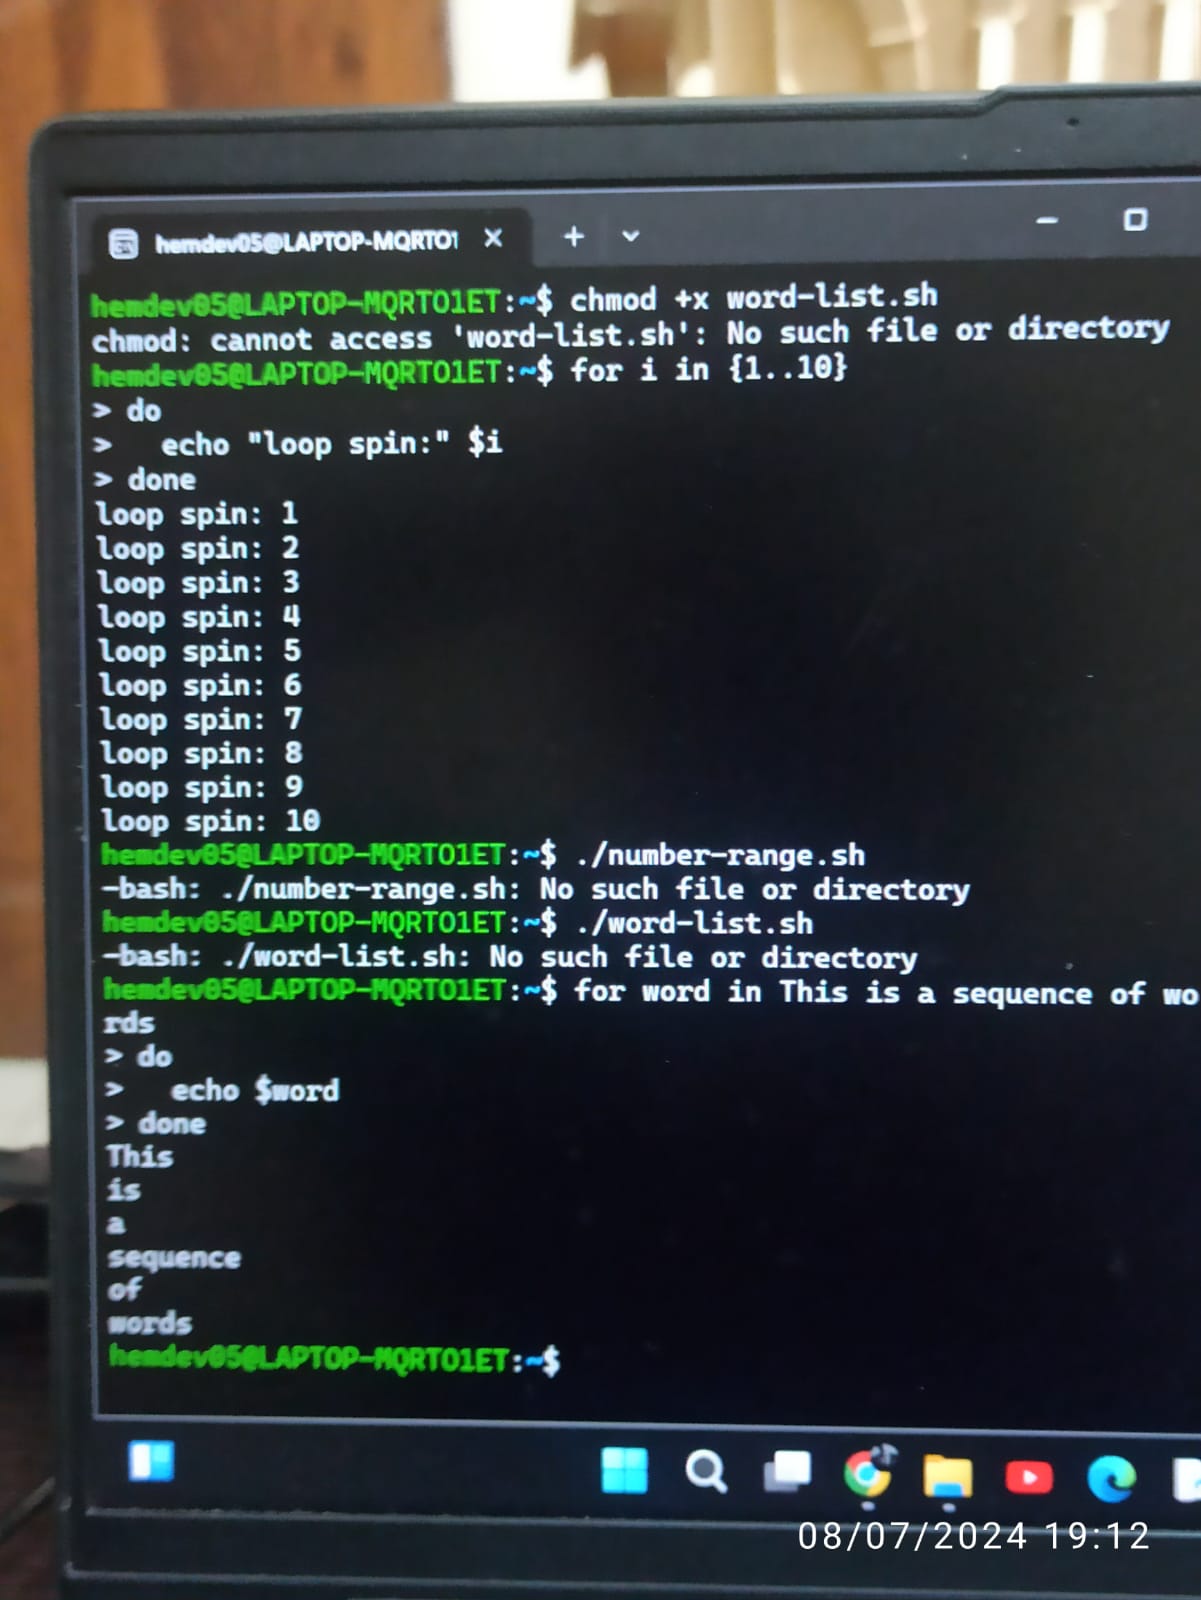 hemdev05@LAPTOP-MQRTO1
hemdev05@LAPTOP-MQRTO1ET:~$ chmod +x word-list.sh
chmod: cannot access 'word-list.sh': No such file or directory
hemdev05@LAPTOP-MQRTO1ET:~$ for i in {1..10}
> do
>   echo "loop spin:" $i
> done
loop spin: 1
loop spin: 2
loop spin: 3
loop spin: 4
loop spin: 5
loop spin: 6
loop spin: 7
loop spin: 8
loop spin: 9
loop spin: 10
hemdev05@LAPTOP-MQRTO1ET:~$ ./number-range.sh
-bash: ./number-range.sh: No such file or directory
hemdev05@LAPTOP-MQRTO1ET:~$ ./word-list.sh
-bash: ./word-list.sh: No such file or directory
hemdev05@LAPTOP-MQRTO1ET:~$ for word in This is a sequence of wo
rds
> do
>   echo $word
> done
This
is
a
sequence
of
words
hemdev05@LAPTOP-MQRTO1ET:~$
08/07/2024 19:12